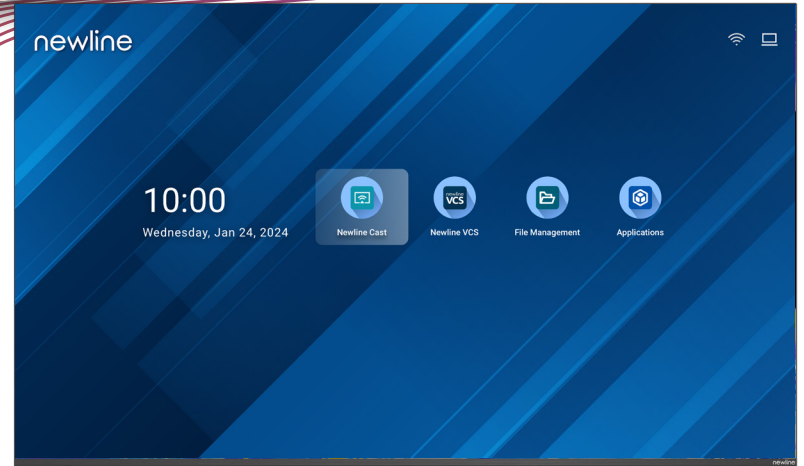 newline
10:00
Wednesday, Jan 24, 2024
newline
VCS
Newline Cast
Newline VCS
File Management
Applications
newline